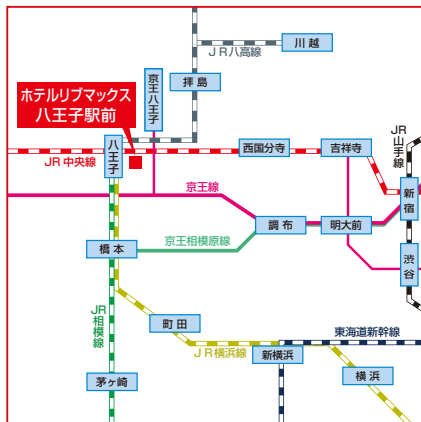 川越
JR八高線
拝島
京王八王子
ホテルリブマックス
八王子駅前
八王子
西国分寺
吉祥寺
JR山手線
JR中央線
京王線
新宿
調布
明大前
京王相模原線
橋本
渋谷
JR相模線
町田
東海道新幹線
JR横浜線
新横浜
茅ヶ崎
横浜